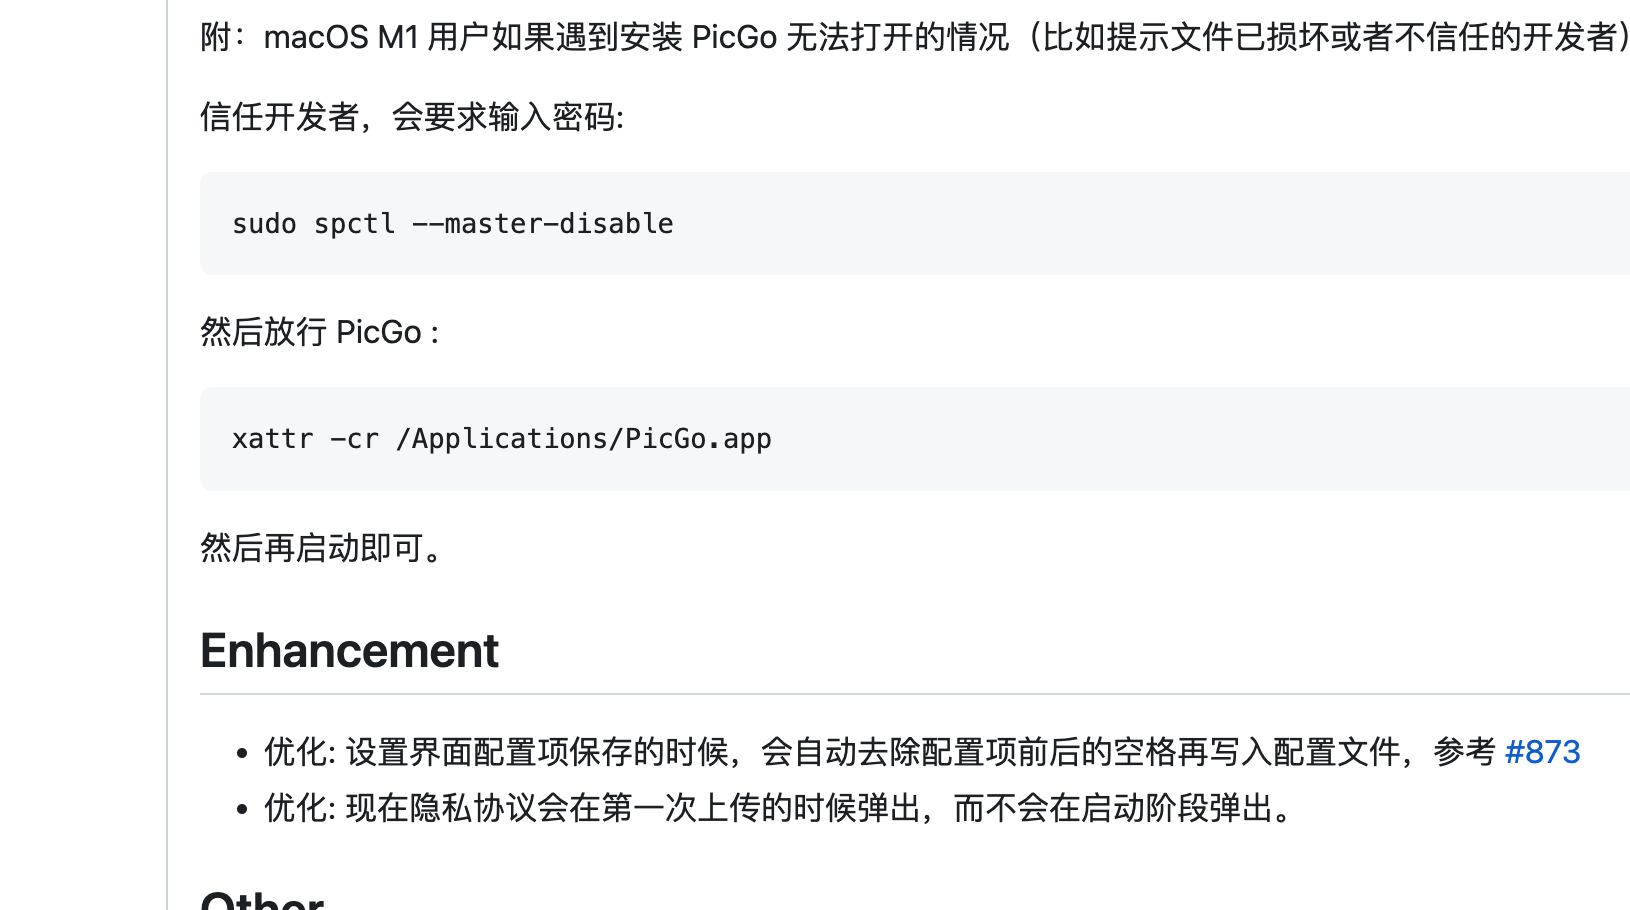 附：macOS M1 用户如果遇到安装 PicGo 无法打开的情况（比如提示文件已损坏或者不信任的开发者）
信任开发者，会要求输入密码:
sudo spctl --master-disable
然后放行 PicGo :
xattr -cr /Applications/PicGo.app
然后再启动即可。
Enhancement
• 优化: 设置界面配置项保存的时候，会自动去除配置项前后的空格再写入配置文件，参考 #873
• 优化: 现在隐私协议会在第一次上传的时候弹出，而不会在启动阶段弹出。
Other